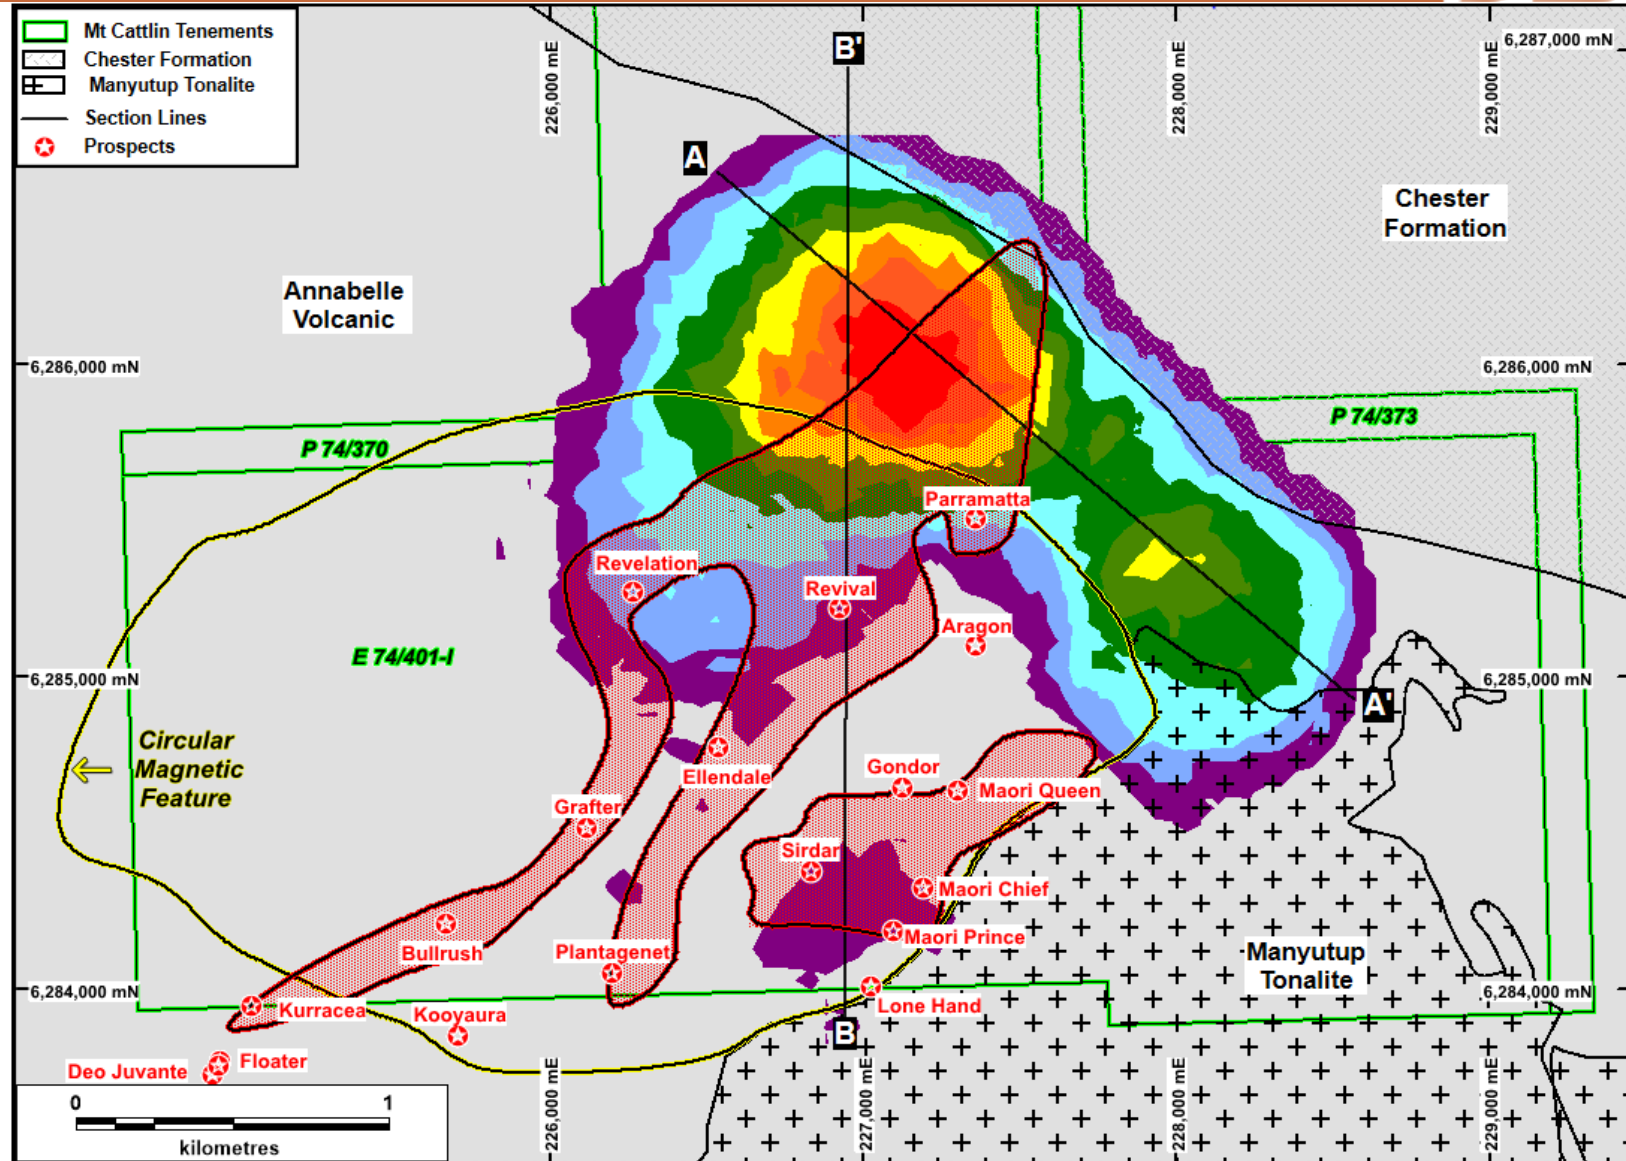 Mt Cattlin Tenements
Chester Formation
Manyutup Tonalite
Section Lines
Prospects
226,000 mE
B'
228,000 mE
229,000 mE
6,287,000 mN
A
Chester
Formation
Annabelle
Volcanic
6,286,000 mN
6,286,000 mN
P 74/370
P 74/373
Parramatta
Revelation
Revival
Aragon
E 74/401-I
6,285,000 mN
6,285,000 mN
A'
Circular
Magnetic
Feature
Ellendale
Gondor
Maori Queen
Grafter
Sirdar
Maori Chief
Bullrush
Plantagenet
Maori Prince
Manyutup
Tonalite
6,284,000 mN
6,284,000 mN
Kurracea
Kooyaura
Lone Hand
B
Deo Juvante
Floater
0
1
kilometres
226,000 mE
227,000 mE
228,000 mE
229,000 mE